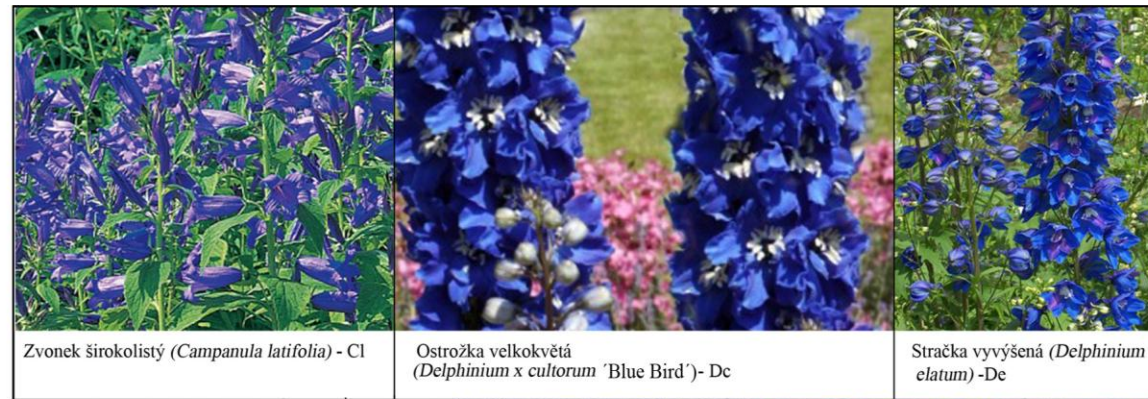 Zvonek širokolistý (Campanula latifolia) - Cl
Ostrožka velkokvětá
(Delphinium x cultorum ´Blue Bird´)- Dc
Stračka vyvýšená (Delphinium
elatum) -De